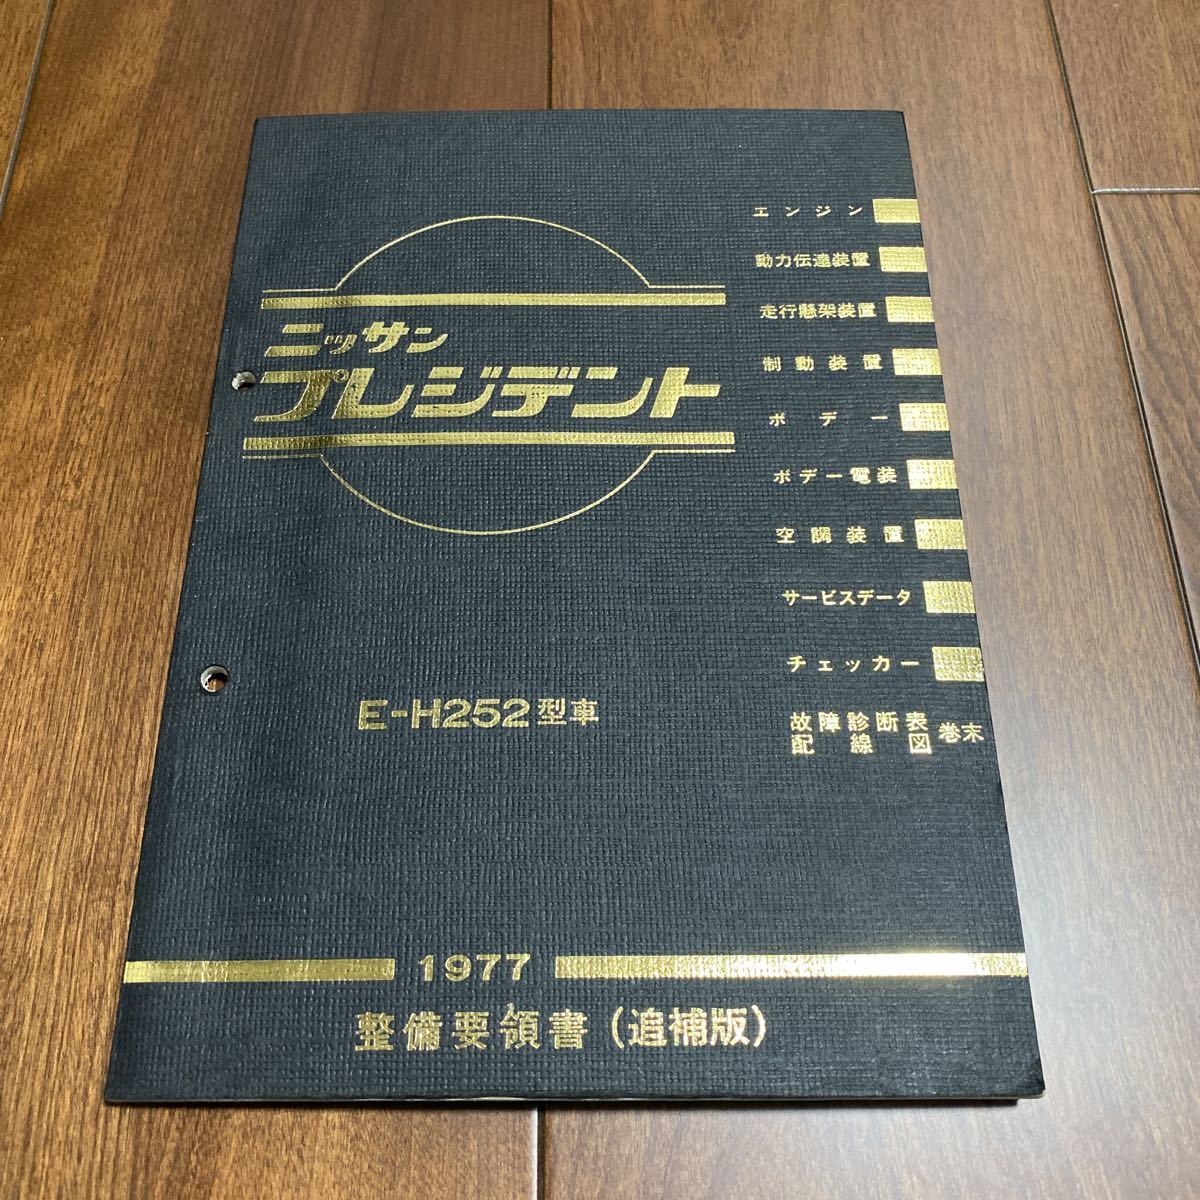 ニッサン
プレジデント
E-H252型車
エンジン
動力伝達装置
走行懸架装置
制動装置
ボデー
ボデー電装
空調装置
サービスデータ
チェッカー
故障診断表
配線図 巻末
1977
整備要領書(追補版)